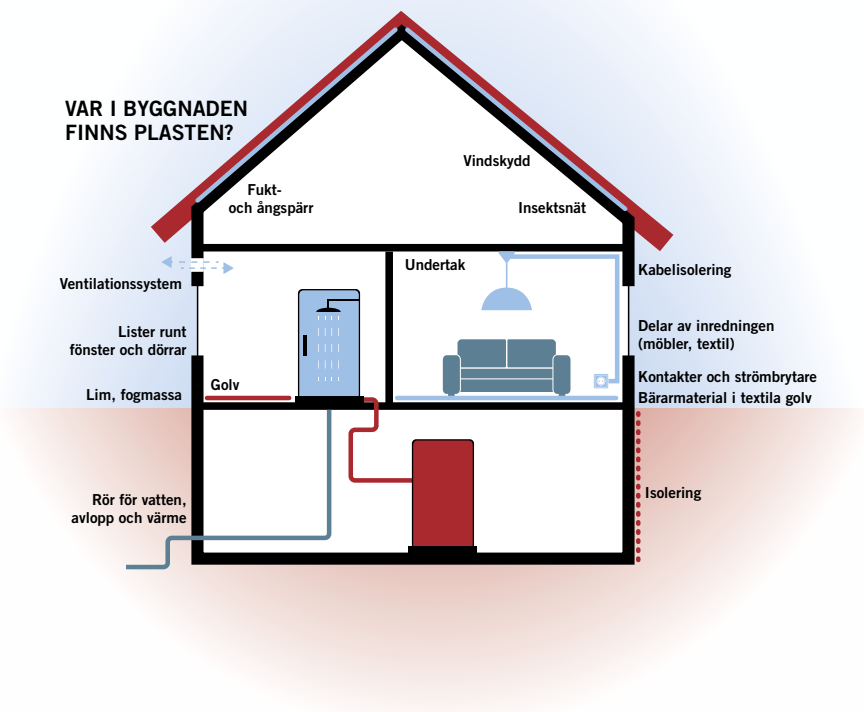 VAR I BYGGNADEN
FINNS PLASTEN?
Vindskydd
Fukt-
och ångspärr
Insektsnät
Undertak
Kabelisolering
Ventilationssystem
Lister runt
fönster och dörrar
Delar av inredningen
(möbler, textil)
Golv
Lim, fogmassa
Kontakter och strömbrytare
Bärarmaterial i textila golv
Rör för vatten,
avlopp och värme
Isolering